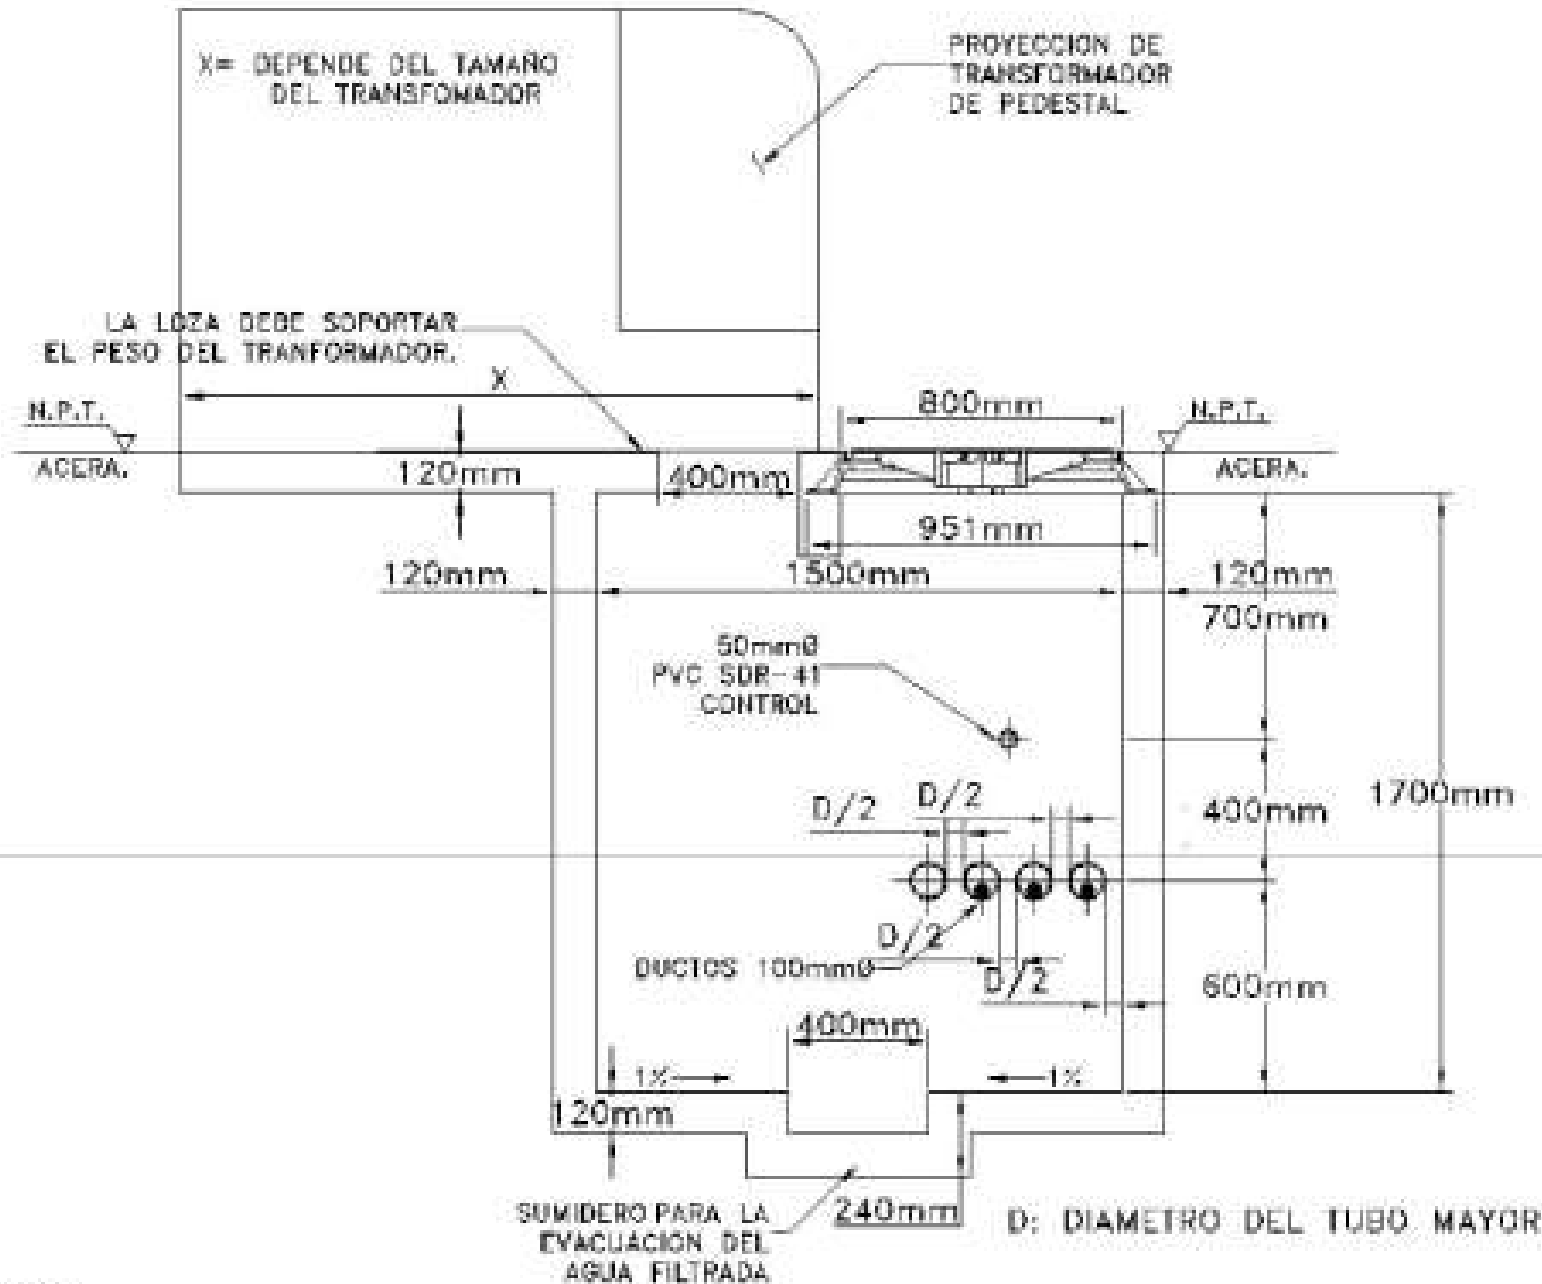 X= DEPENDE DEL TAMAÑO
DEL TRANSFOMADOR
PROYECCION DE
TRANSFORMADOR
DE PEDESTAL
LA LOZA DEBE SOPORTAR
EL PESO DEL TRANFORMADOR.
X
800mm
N.P.T.
N.P.T.
ACERA.
120mm
400mm
ACERA.
951mm
120mm
1500mm
120mm
700mm
PVC SDR-41
CONTROL
D/2
D/2
400mm
1700mm
D/2
DUCTOS 100mmØ
D/2
600mm
400mm
1%
1%
120mm
SUMIDERO PARA LA
EVACUACION DEL
AGUA FILTRADA
240mm
D: DIAMETRO DEL TUBO MAYOR